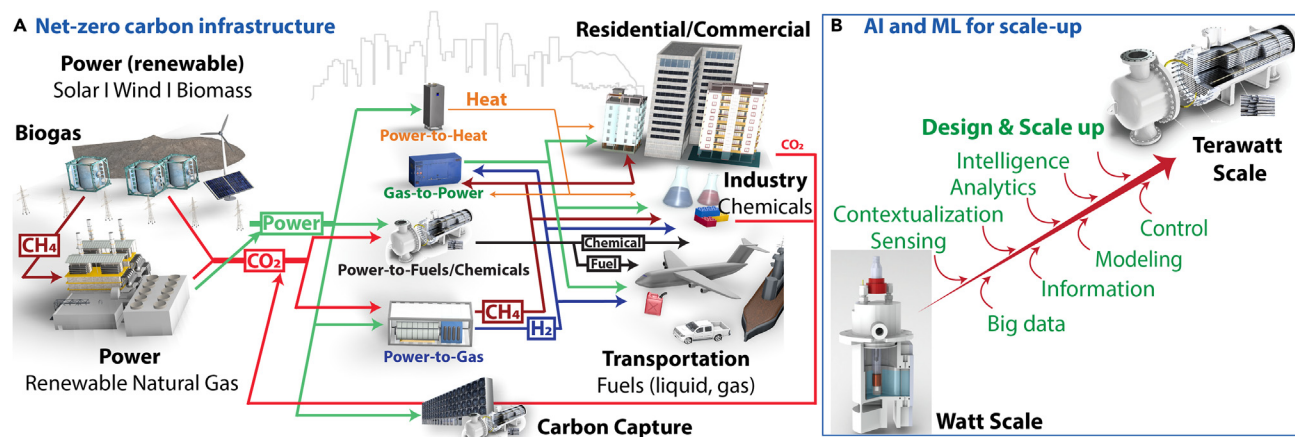 A Net-zero carbon infrastructure
Power (renewable)
Solar I Wind I Biomass
Biogas
CH₄
Power
Renewable Natural Gas
Power
CO₂
Heat
Power-to-Heat
Gas-to-Power
Power-to-Fuels/Chemicals
Chemical
Fuel
CH₄
H₂
Power-to-Gas
Carbon Capture
Residential/Commercial
CO₂
Industry
Chemicals
Transportation
Fuels (liquid, gas)
B AI and ML for scale-up
Terawatt
Scale
Design & Scale up
Intelligence
Analytics
Contextualization
Sensing
Control
Modeling
Information
Big data
Watt Scale